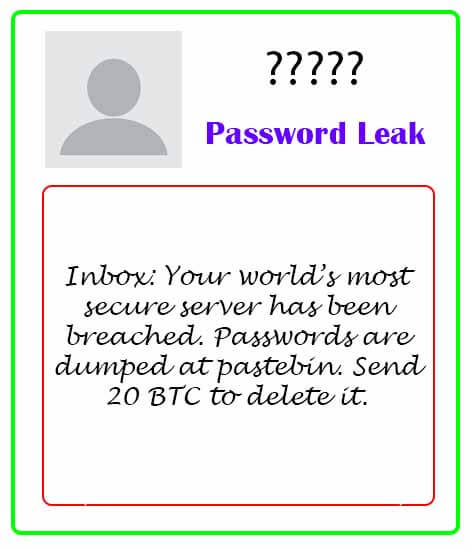 ?????
Password Leak
Inbox: Your world's most
secure server has been
breached. Passwords are
dumped at pastebin. Send
20 BTC to delete it.